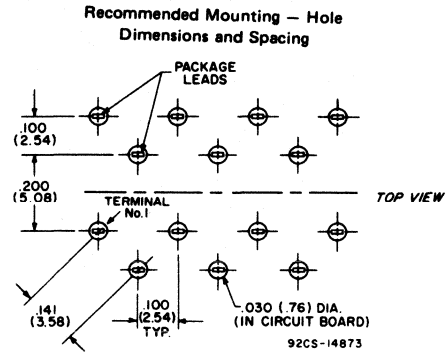 Recommended Mounting — Hole
Dimensions and Spacing
PACKAGE
LEADS
.100
(2.54)
.200
(5.08)
TOP VIEW
TERMINAL
No.1
.141
(3.58)
.100
(2.54)
TYP.
.030 (.76) DIA.
(IN CIRCUIT BOARD)
92CS-14873